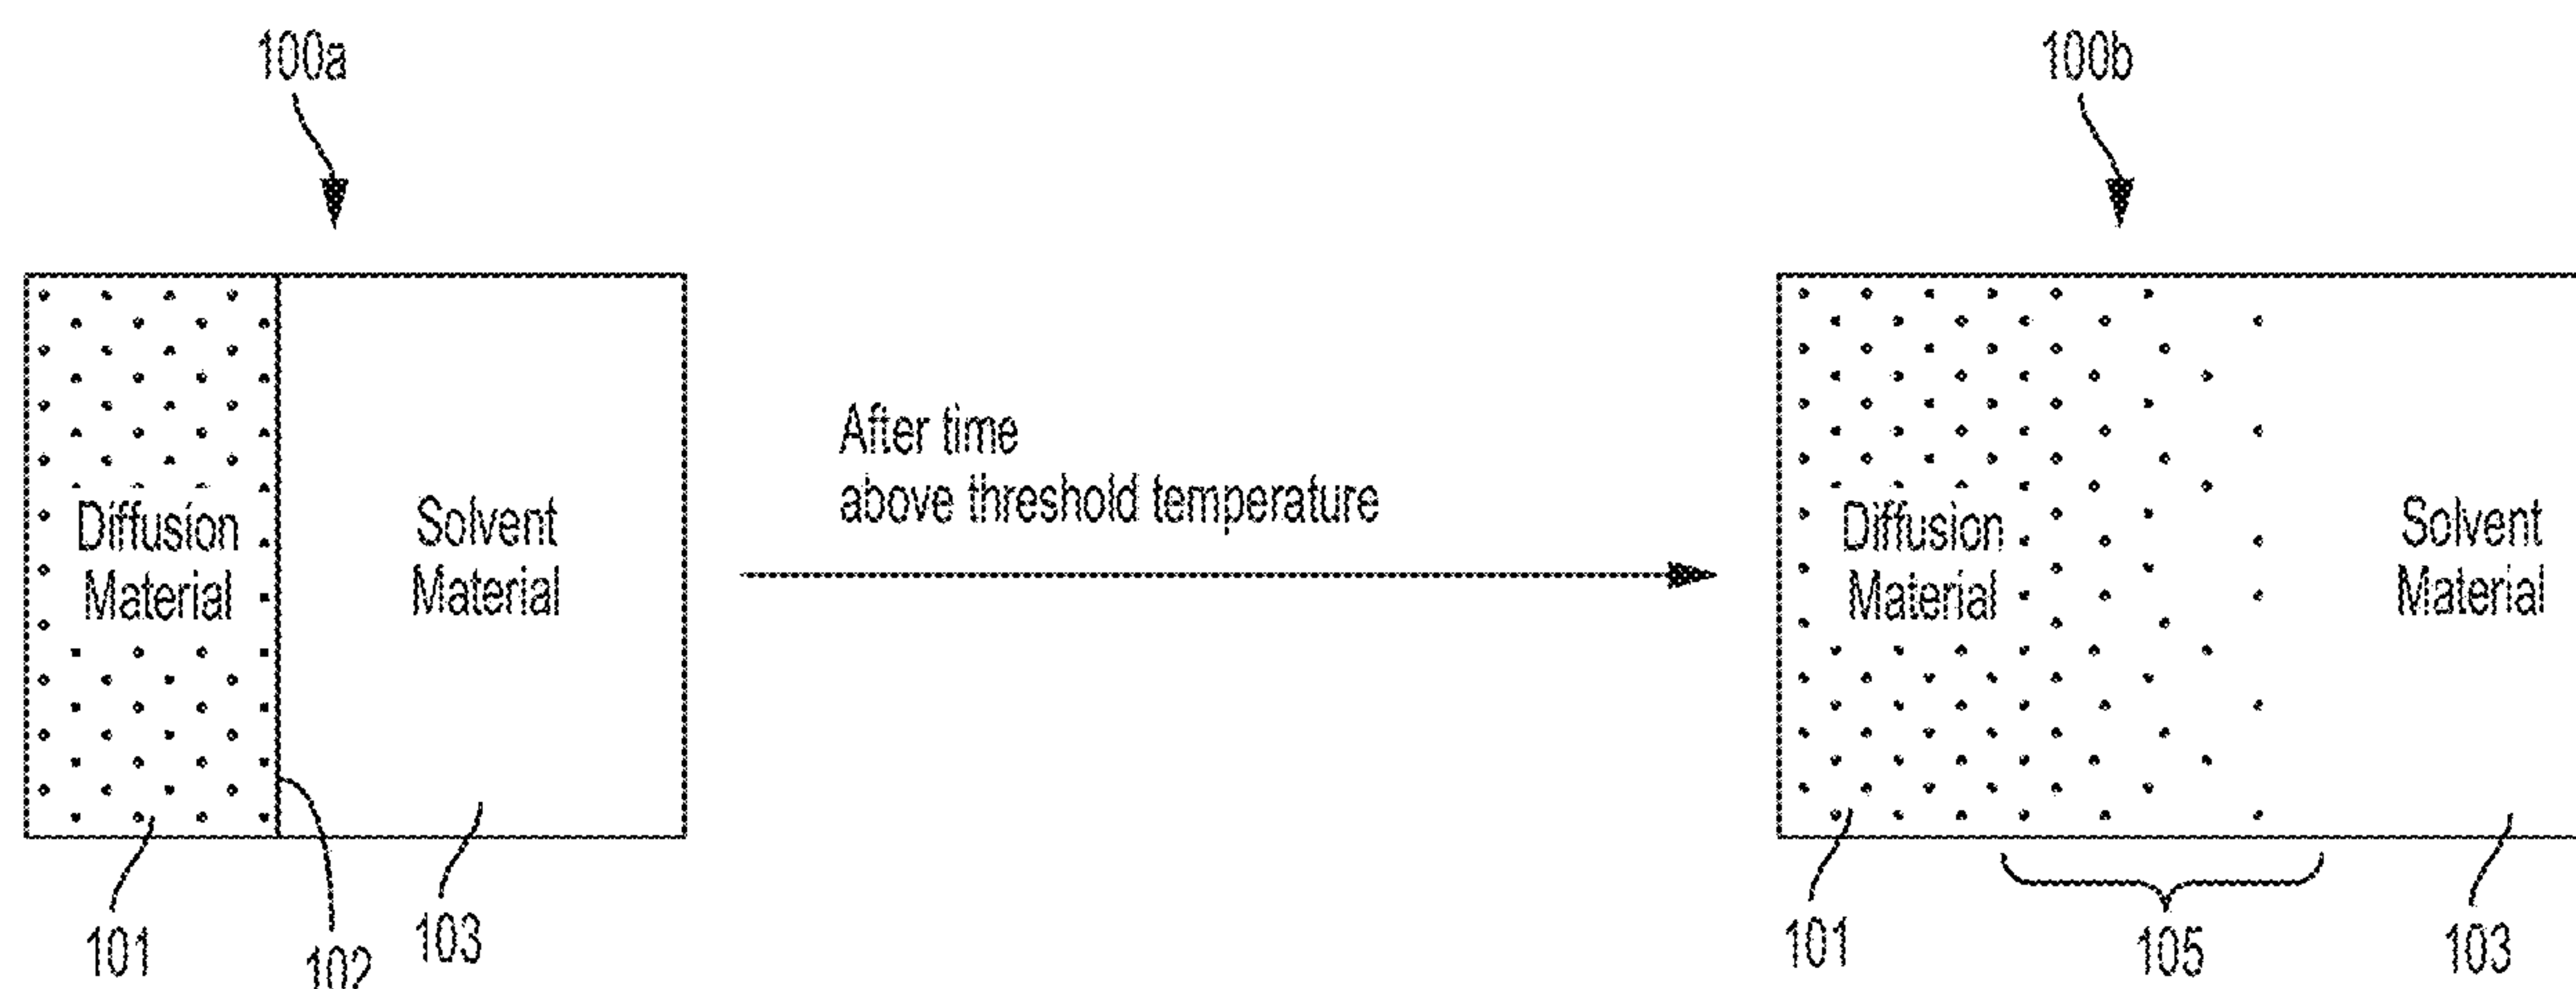 100a
100b
After time
above threshold temperature
Diffusion
Material
Solvent
Material
Diffusion
Material
Solvent
Material
101
102
103
101
105
103